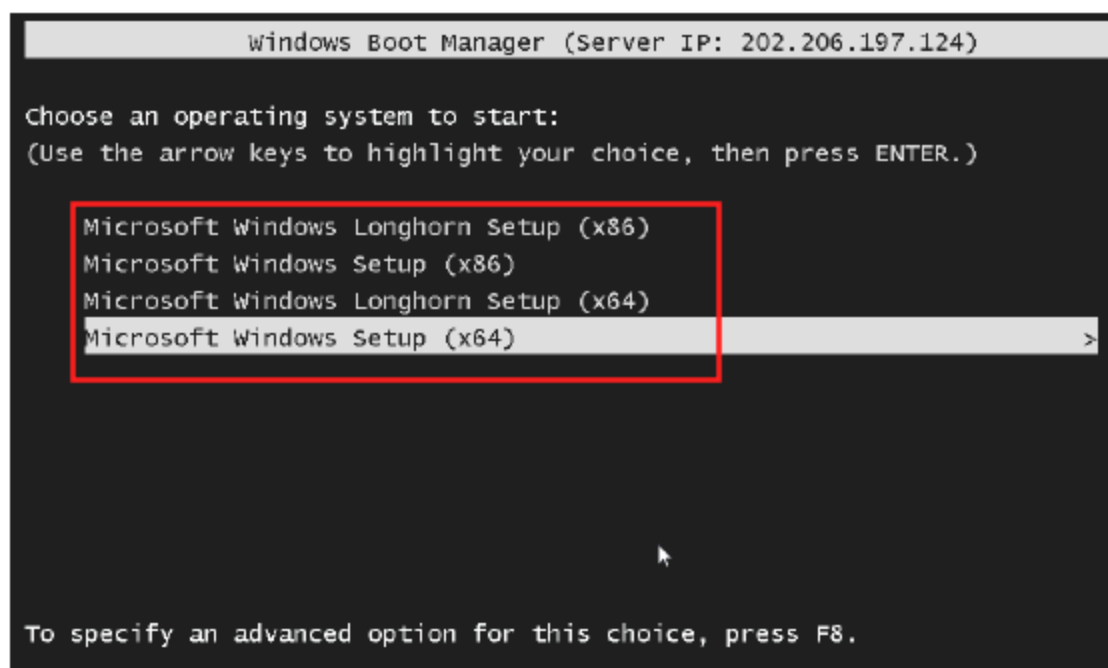 Windows Boot Manager (Server IP: 202.206.197.124)
Choose an operating system to start:
(Use the arrow keys to highlight your choice, then press ENTER.)
Microsoft Windows Longhorn Setup (x86)
Microsoft Windows Setup (x86)
Microsoft Windows Longhorn Setup (x64)
Microsoft Windows Setup (x64) >
To specify an advanced option for this choice, press F8.